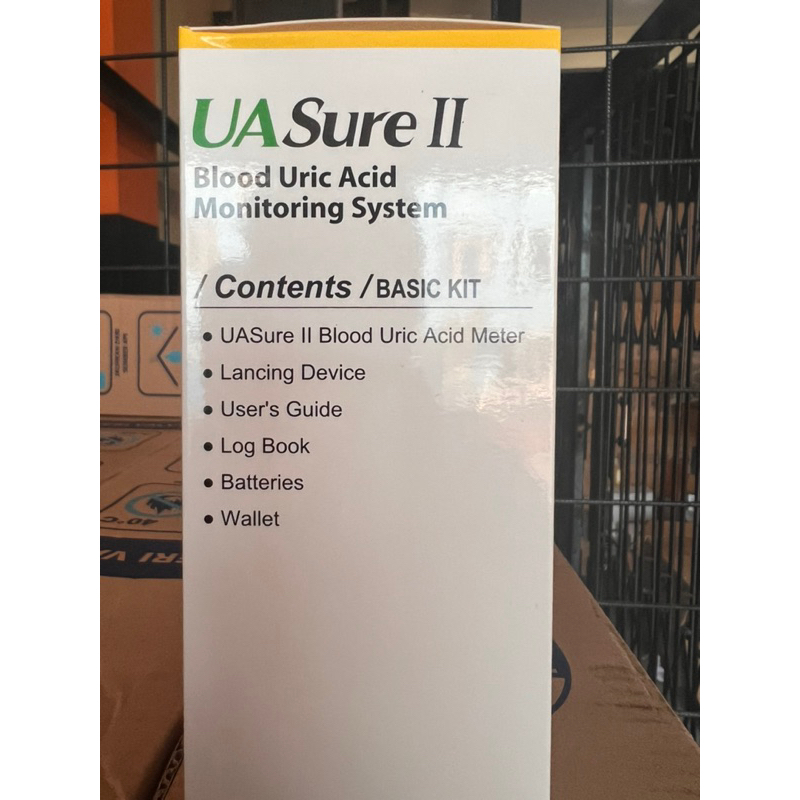 UASure II
Blood Uric Acid
Monitoring System
/ Contents / BASIC KIT
● UASure II Blood Uric Acid Meter
● Lancing Device
● User's Guide
● Log Book
● Batteries
● Wallet
40°C